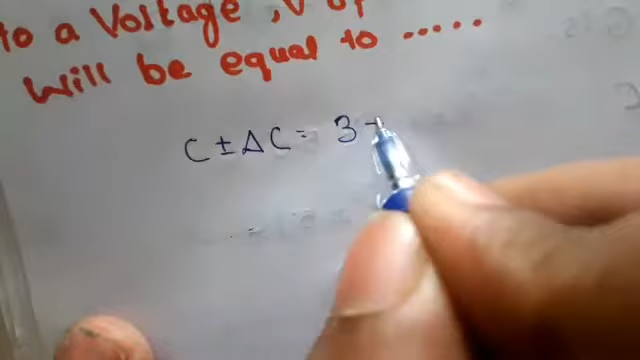 to a Voltage, V of
will be equal to .....
C ± ΔC = 3